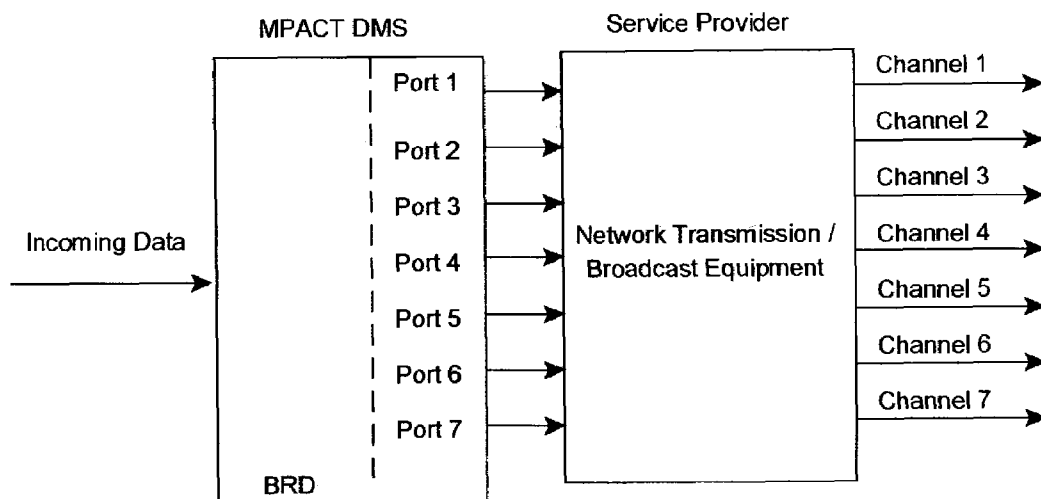 MPACT DMS
Service Provider
Incoming Data
Port 1
Port 2
Port 3
Port 4
Port 5
Port 6
Port 7
BRD
Network Transmission /
Broadcast Equipment
Channel 1
Channel 2
Channel 3
Channel 4
Channel 5
Channel 6
Channel 7